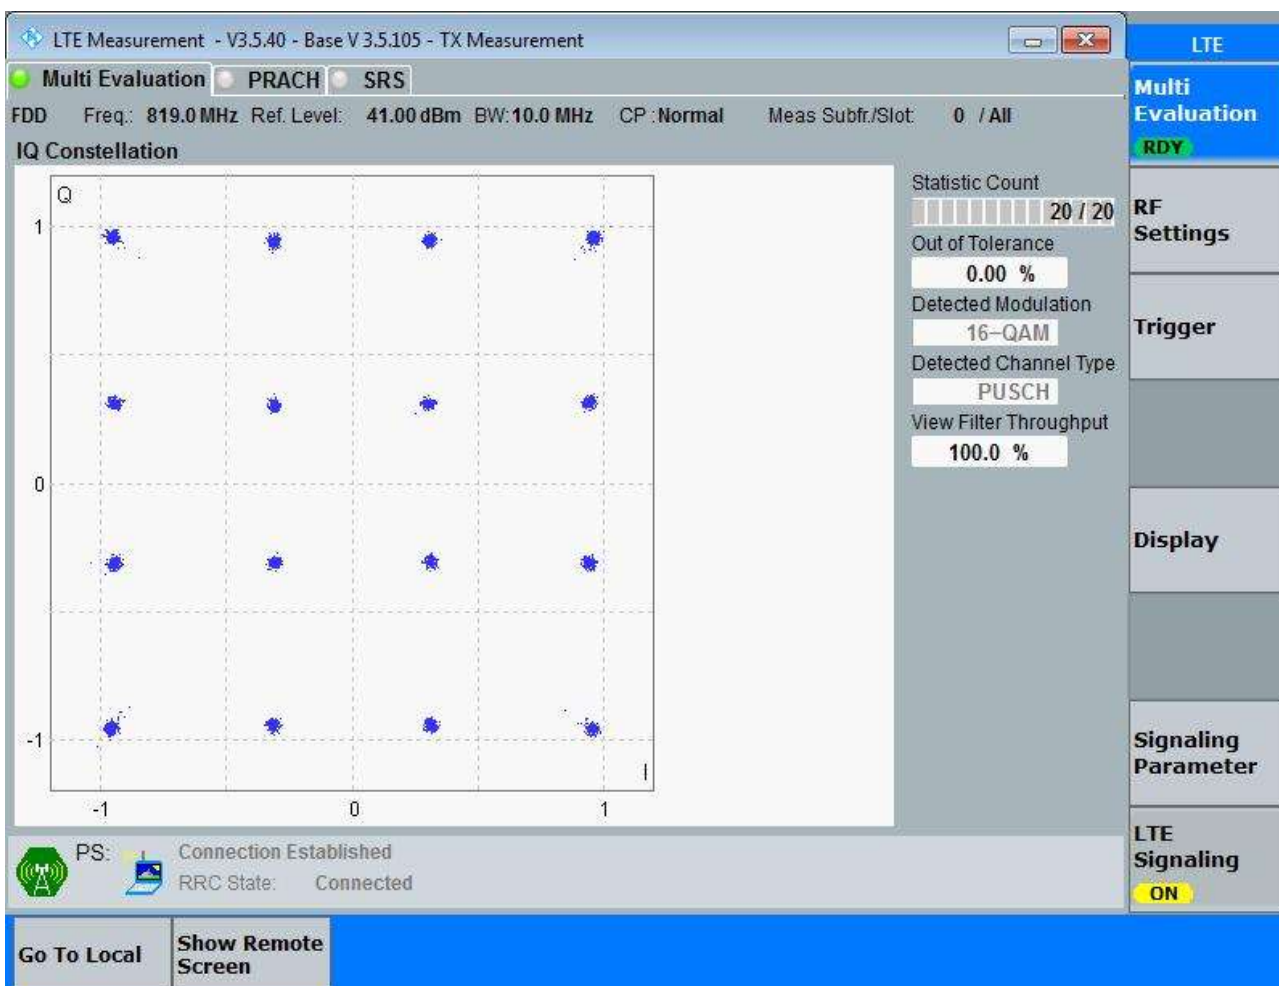 LTE Measurement - V3.5.40 - Base V 3.5.105 - TX Measurement
LTE
Multi Evaluation PRACH SRS
Multi
Evaluation
RDY
FDD Freq.: 819.0 MHz Ref. Level: 41.00 dBm BW: 10.0 MHz CP : Normal Meas Subfr./Slot: 0 / All
IQ Constellation
Q
1
0
-1
I
-1 0 1
Statistic Count
20 / 20
Out of Tolerance
0.00 %
Detected Modulation
16-QAM
Detected Channel Type
PUSCH
View Filter Throughput
100.0 %
RF
Settings
Trigger
Display
Signaling
Parameter
LTE
Signaling
ON
PS: Connection Established
RRC State: Connected
Go To Local
Show Remote
Screen